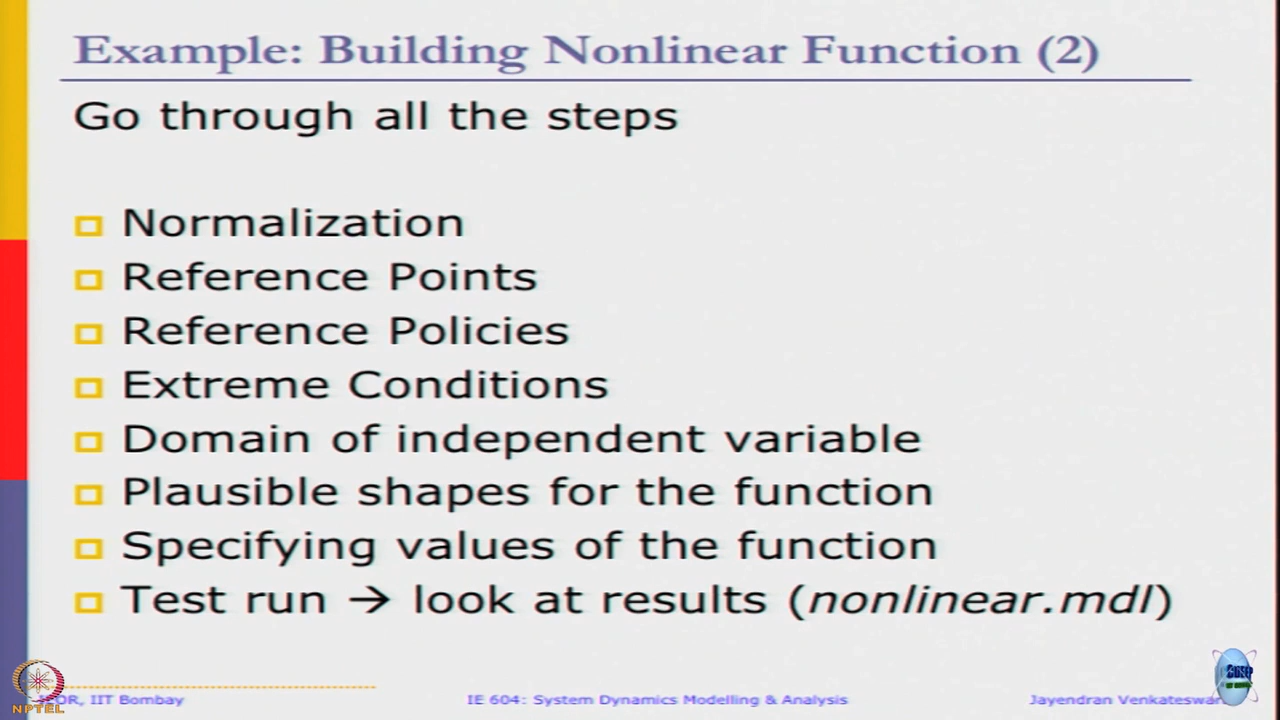 Example: Building Nonlinear Function (2)
Go through all the steps
Normalization
Reference Points
Reference Policies
Extreme Conditions
Domain of independent variable
Plausible shapes for the function
Specifying values of the function
Test run → look at results (nonlinear.mdl)
IIT Bombay
IE 604: System Dynamics Modelling & Analysis
Jayendran
NPTEL